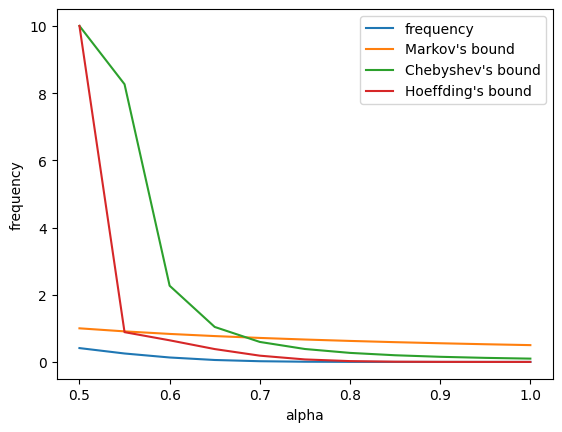 frequency
Markov's bound
Chebyshev's bound
Hoeffding's bound
10
8
6
4
2
0
frequency
0.5 0.6 0.7 0.8 0.9 1.0
alpha